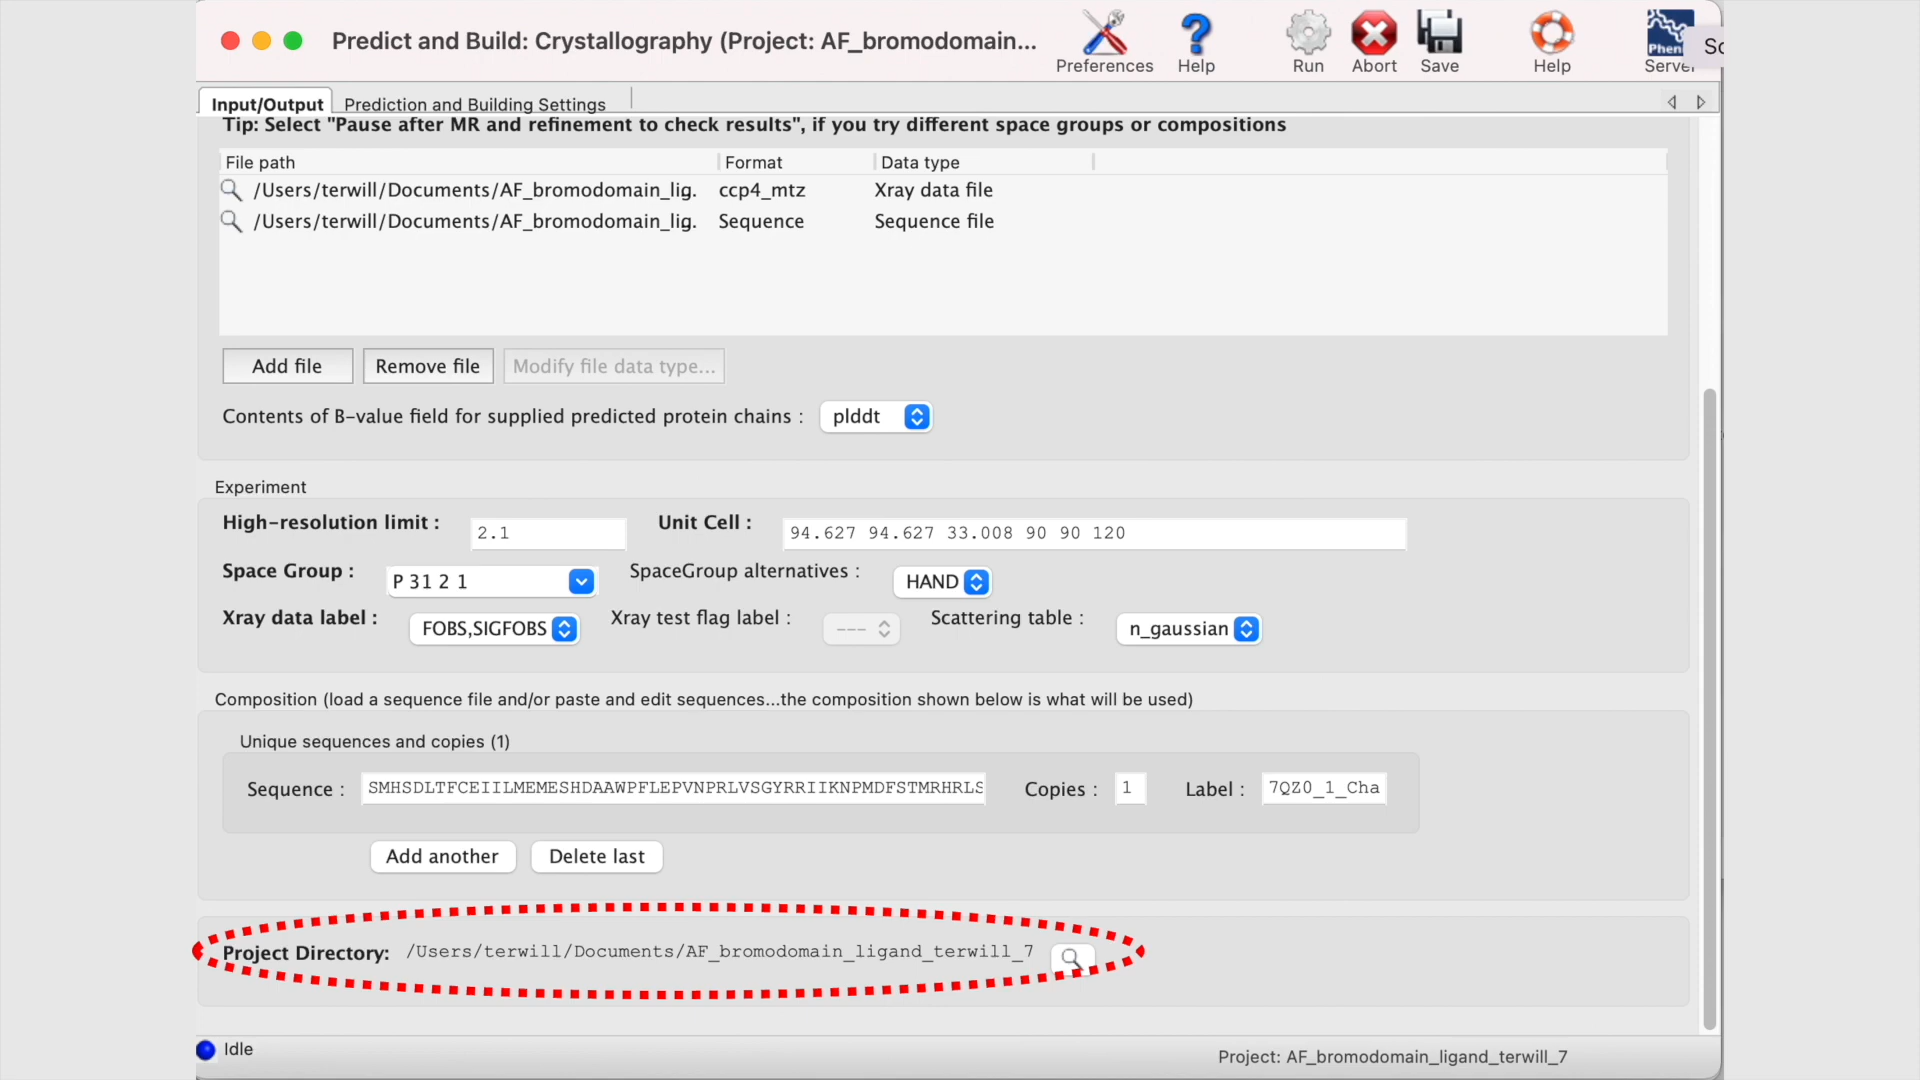 Predict and Build: Crystallography (Project: AF_bromodomain...
Preferences Help Run Abort Save Help Server
Input/Output Prediction and Building Settings
Tip: Select "Pause after MR and refinement to check results", if you try different space groups or compositions
File path Format Data type
/Users/terwill/Documents/AF_bromodomain_lig. ccp4_mtz Xray data file
/Users/terwill/Documents/AF_bromodomain_lig. Sequence Sequence file
Add file Remove file Modify file data type...
Contents of B-value field for supplied predicted protein chains : plddt
Experiment
High-resolution limit : 2.1 Unit Cell : 94.627 94.627 33.008 90 90 120
Space Group : P 31 2 1 SpaceGroup alternatives : HAND
Xray data label : FOBS,SIGFOBS Xray test flag label : --- Scattering table : n_gaussian
Composition (load a sequence file and/or paste and edit sequences...the composition shown below is what will be used)
Unique sequences and copies (1)
Sequence : SMHSDLTFCEIILMEMESHDAAWPFLEPVNPRLVSGYRRIIKNPMDFSTMRHRLS Copies : 1 Label : 7QZ0_1_Cha
Add another Delete last
Project Directory: /Users/terwill/Documents/AF_bromodomain_ligand_terwill_7
Idle
Project: AF_bromodomain_ligand_terwill_7